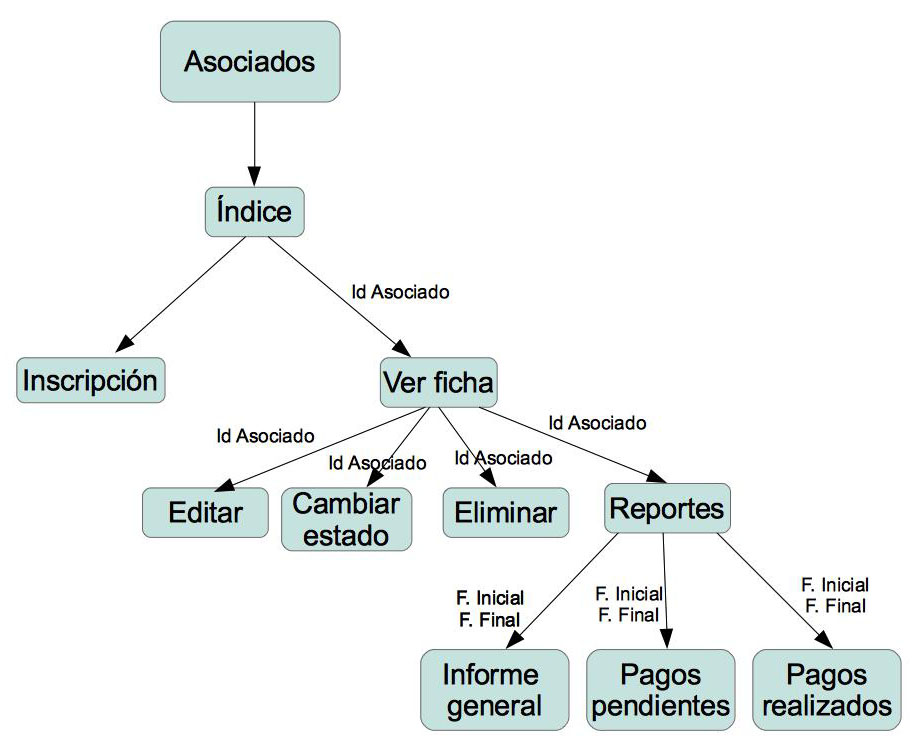 Asociados
Índice
Id Asociado
Inscripción
Ver ficha
Id Asociado
Id Asociado
Id Asociado
Id Asociado
Editar
Cambiar
estado
Eliminar
Reportes
F. Inicial
F. Final
F. Inicial
F. Final
F. Inicial
F. Final
Informe
general
Pagos
pendientes
Pagos
realizados